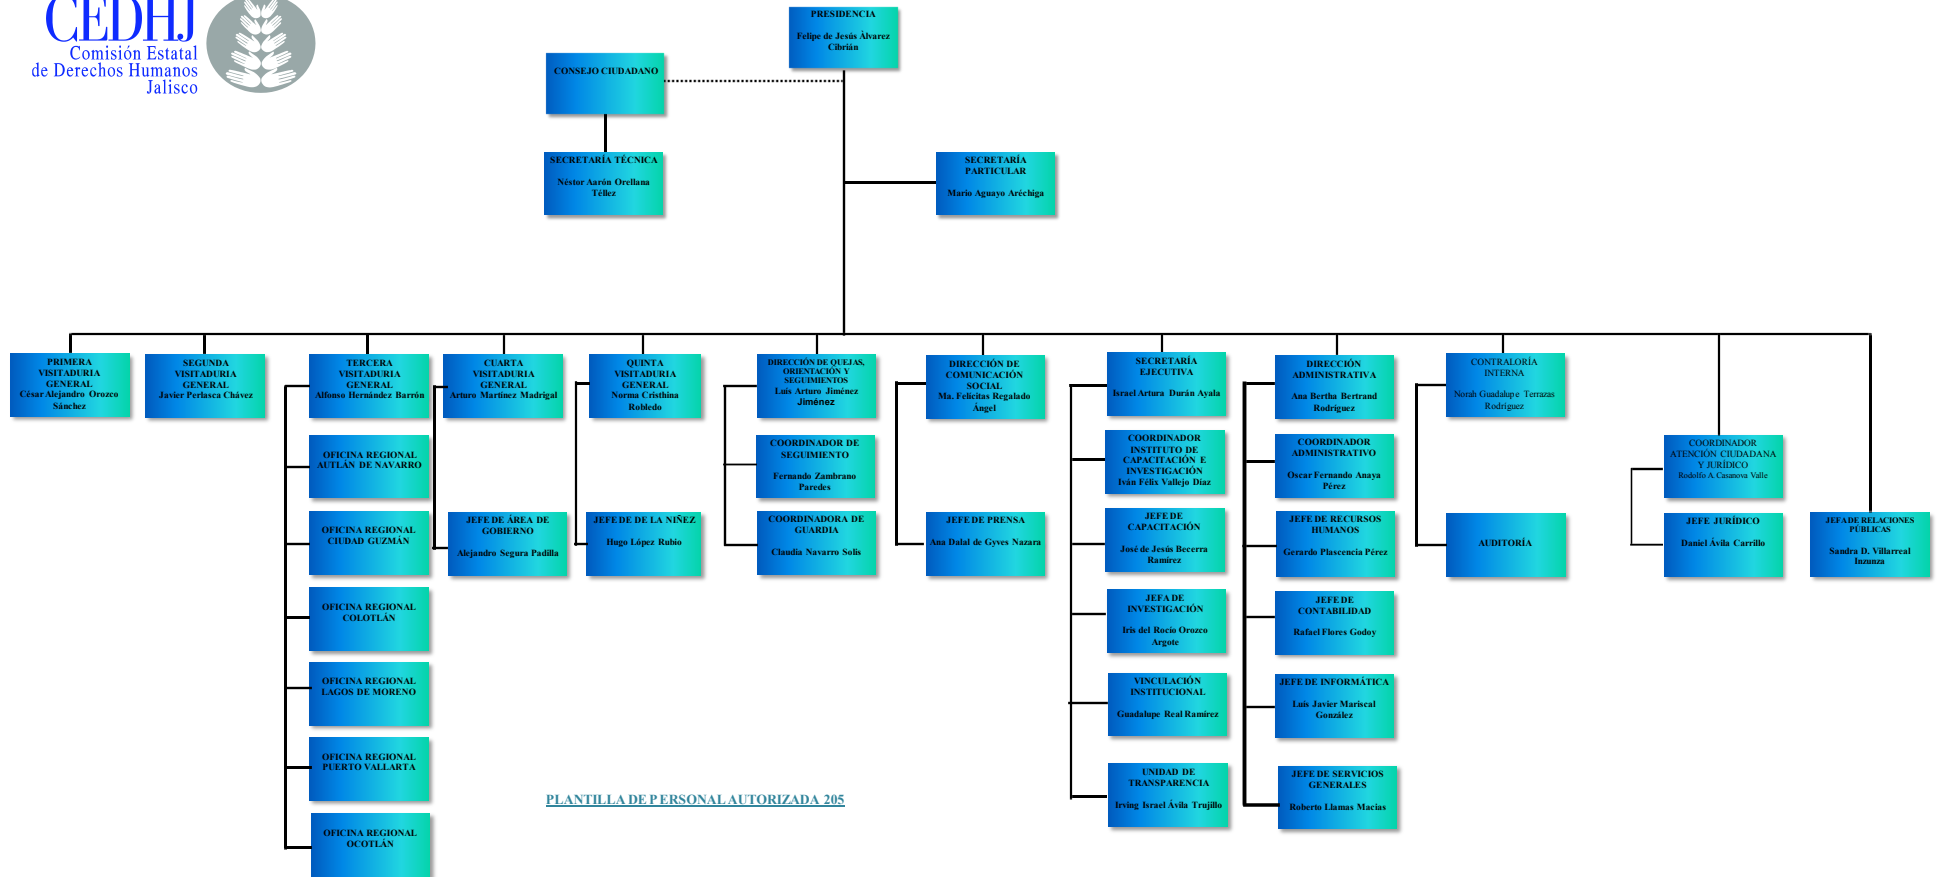 CEDHJ
Comisión Estatal
de Derechos Humanos
Jalisco
PRESIDENCIA
Felipe de Jesús Álvarez
Cibrián
CONSEJO CIUDADANO
SECRETARÍA TÉCNICA
Néstor Aarón Orellana
Téllez
SECRETARÍA
PARTICULAR
Mario Aguayo Aréchiga
PRIMERA
VISITADURIA
GENERAL
César Alejandro Orozco
Sánchez
SEGUNDA
VISITADURIA
GENERAL
Javier Perlasca Chávez
TERCERA
VISITADURIA
GENERAL
Alfonso Hernández Barrón
OFICINA REGIONAL
AUTLÁN DE NAVARRO
OFICINA REGIONAL
CIUDAD GUZMÁN
OFICINA REGIONAL
COLOTLÁN
OFICINA REGIONAL
LAGOS DE MORENO
OFICINA REGIONAL
PUERTO VALLARTA
OFICINA REGIONAL
OCOTLÁN
CUARTA
VISITADURIA
GENERAL
Arturo Martínez Madrigal
JEFE DE ÁREA DE
GOBIERNO
Alejandro Segura Padilla
QUINTA
VISITADURIA
GENERAL
Norma Cristhina
Robledo
JEFE DE DE LA NIÑEZ
Hugo López Rubio
DIRECCIÓN DE QUEJAS,
ORIENTACIÓN Y
SEGUIMIENTOS
Luis Arturo Jiménez
Jiménez
COORDINADOR DE
SEGUIMIENTO
Fernando Zambrano
Paredes
COORDINADORA DE
GUARDIA
Claudia Navarro Solis
DIRECCIÓN DE
COMUNICACIÓN
SOCIAL
Ma. Felicitas Regalado
Ángel
JEFE DE PRENSA
Ana Dalal de Gyves Nazara
SECRETARÍA
EJECUTIVA
Israel Artura Durán Ayala
COORDINADOR
INSTITUTO DE
CAPACITACIÓN E
INVESTIGACIÓN
Iván Félix Vallejo Díaz
JEFE DE
CAPACITACIÓN
José de Jesús Becerra
Ramírez
JEFA DE
INVESTIGACIÓN
Iris del Rocío Orozco
Argote
VINCULACIÓN
INSTITUCIONAL
Guadalupe Real Ramírez
UNIDAD DE
TRANSPARENCIA
Irving Israel Ávila Trujillo
DIRECCIÓN
ADMINISTRATIVA
Ana Bertha Bertrand
Rodríguez
COORDINADOR
ADMINISTRATIVO
Oscar Fernando Anaya
Pérez
JEFE DE RECURSOS
HUMANOS
Gerardo Plascencia Pérez
JEFE DE
CONTABILIDAD
Rafael Flores Godoy
JEFE DE INFORMÁTICA
Luis Javier Mariscal
González
JEFE DE SERVICIOS
GENERALES
Roberto Llamas Macias
CONTRALORÍA
INTERNA
Norah Guadalupe Terrazas
Rodriguez
AUDITORÍA
COORDINADOR
ATENCIÓN CIUDADANA
Y JURÍDICO
Rodolfo A. Casanova Valle
JEFE JURÍDICO
Daniel Ávila Carrillo
JEFA DE RELACIONES
PÚBLICAS
Sandra D. Villarreal
Inzunza
PLANTILLA DE PERSONAL AUTORIZADA 205